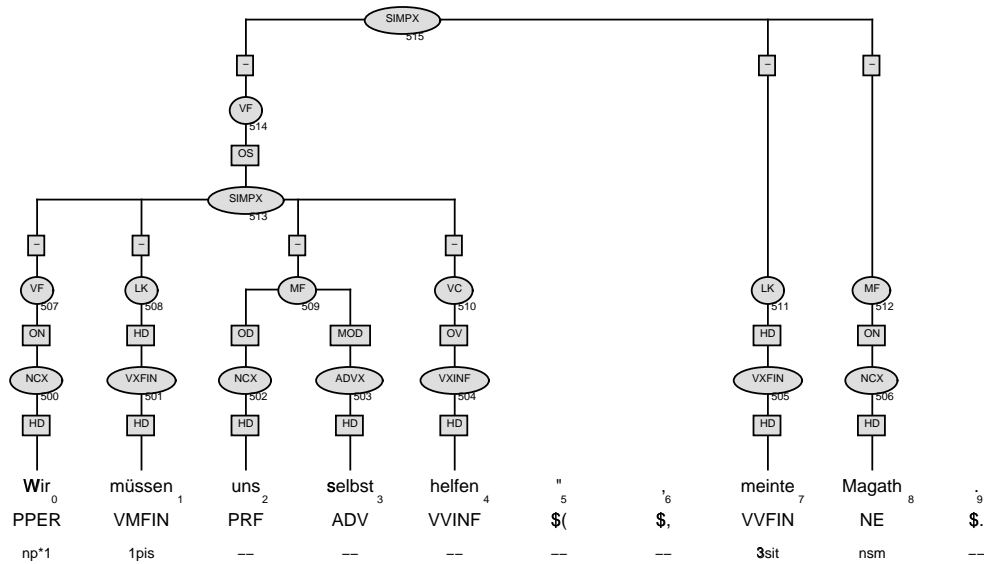 SIMPX 515
– – –
VF 514
OS
SIMPX 513
– – – –
VF 507 LK 508 MF 509 VC 510 LK 511 MF 512
ON HD OD MOD OV HD ON
NCX 500 VXFIN 501 NCX 502 ADVX 503 VXINF 504 VXFIN 505 NCX 506
HD HD HD HD HD HD HD
Wir 0 müssen 1 uns 2 selbst 3 helfen 4 " 5 , 6 meinte 7 Magath 8 . 9
PPER VMFIN PRF ADV VVINF $( $, VVFIN NE $.
np*1 1pis –– –– –– –– –– 3sit nsm ––